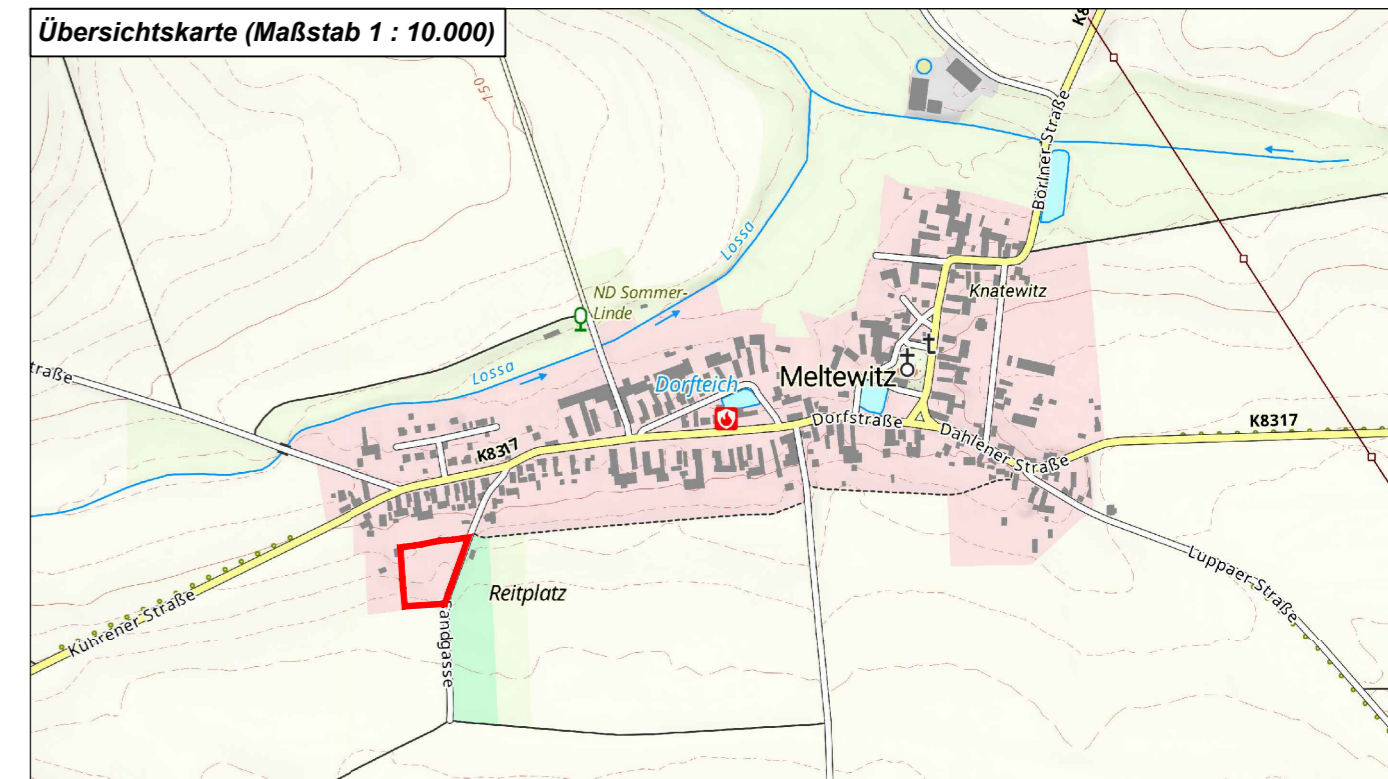 Übersichtskarte (Maßstab 1 : 10.000)
K8
150
Börlner Straße
Lossa
ND Sommer-
Linde
Knatewitz
Lossa
traße
Dorfteich
Meltewitz
Dorfstraße
K8317
K8317
Dahlener Straße
Luppaer Straße
Reitplatz
Kührener Straße
Sandgasse